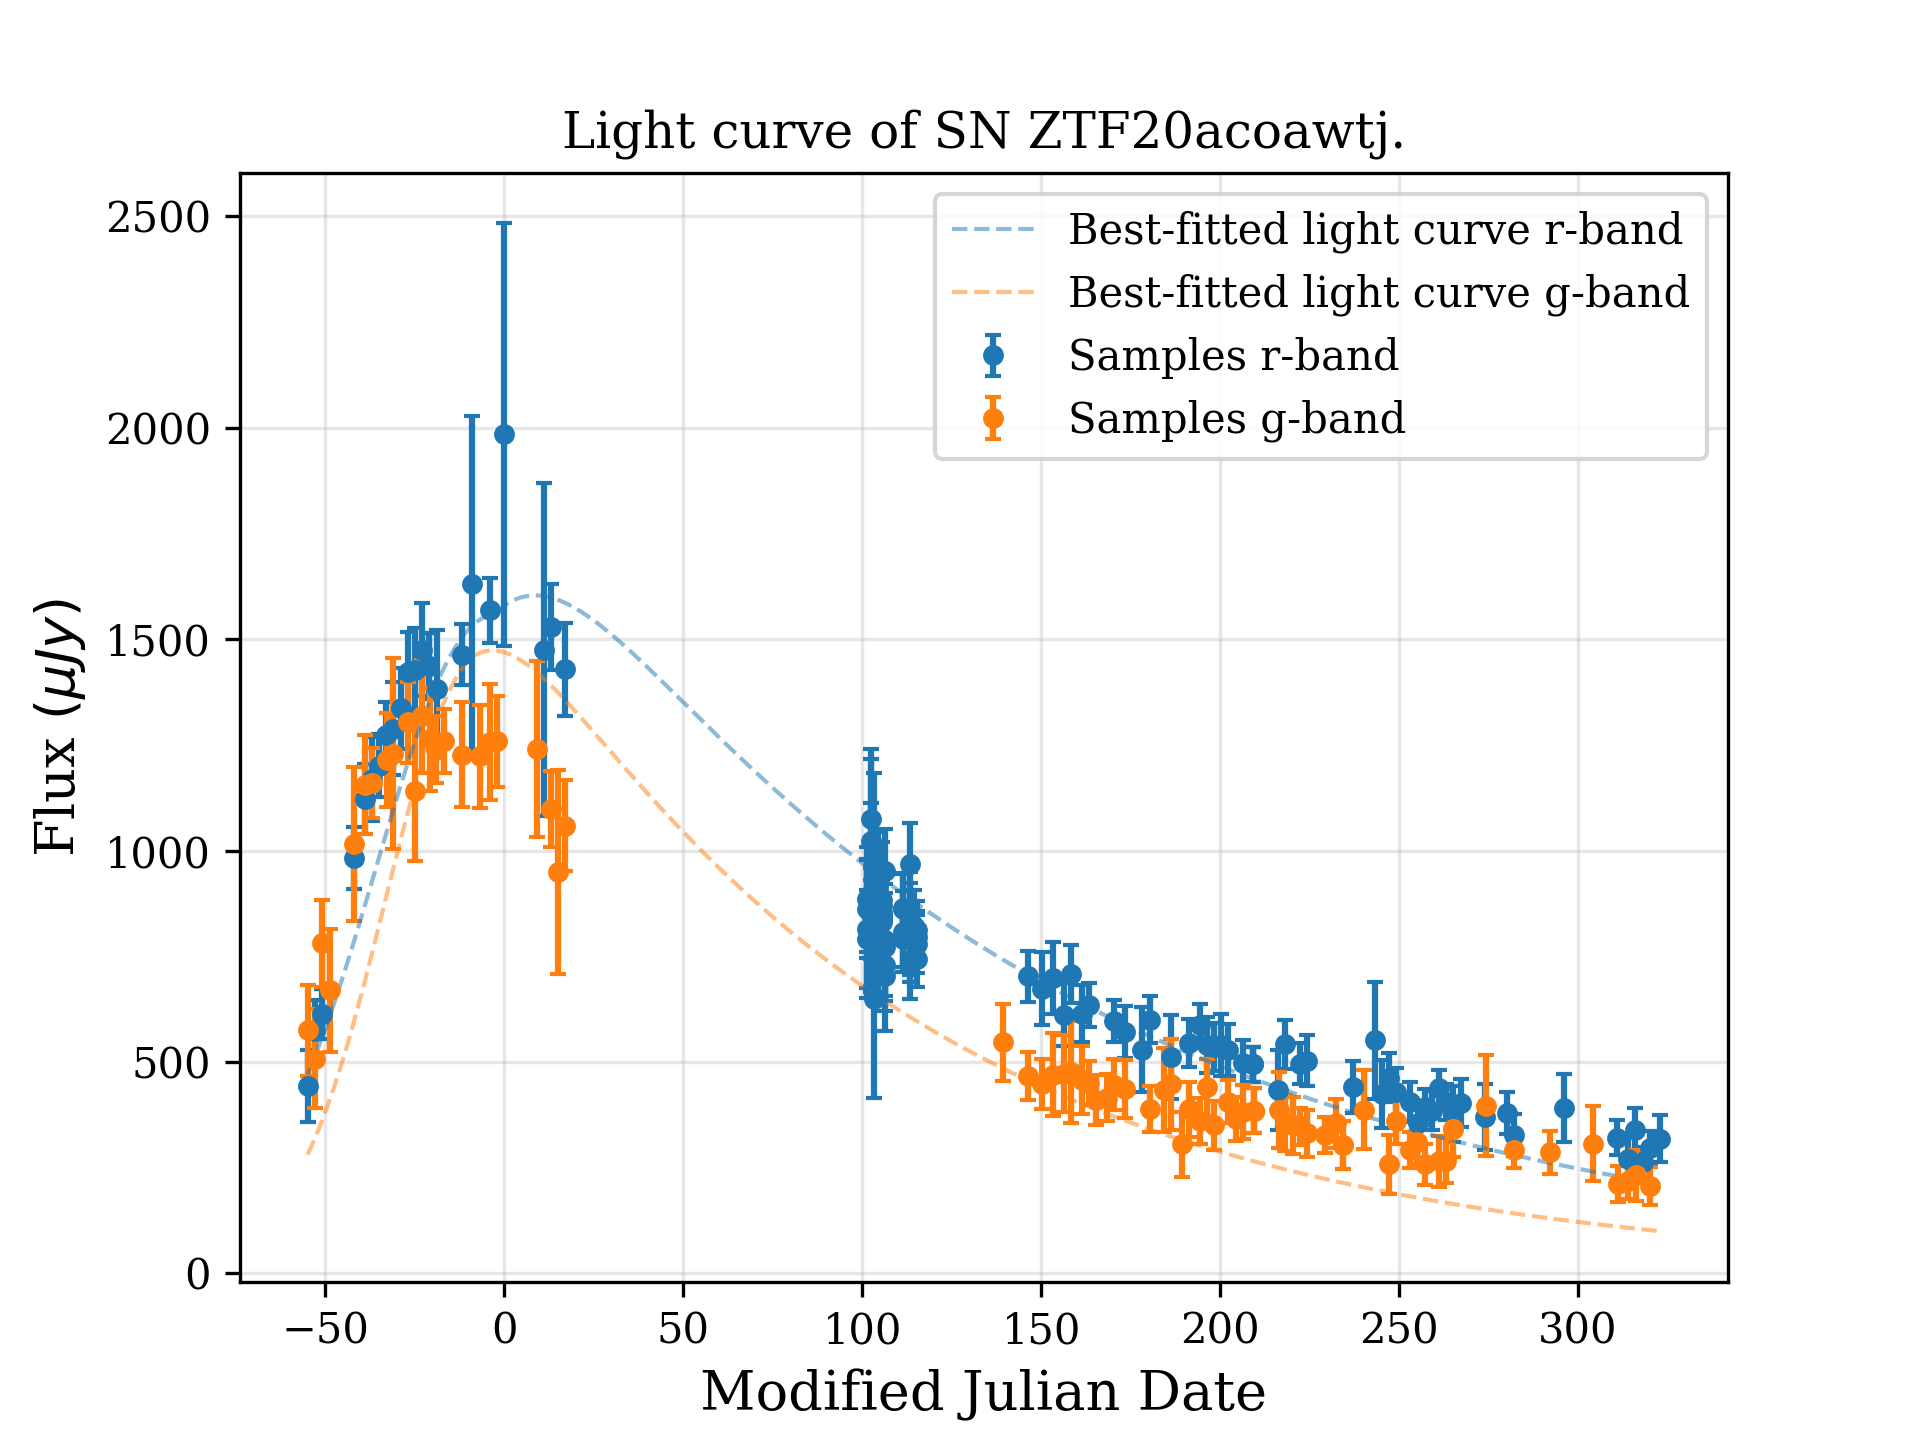 Light curve of SN ZTF20acoawtj.
Best-fitted light curve r-band
Best-fitted light curve g-band
Samples r-band
Samples g-band
2500
2000
1500
1000
500
0
Flux (μJy)
−50 0 50 100 150 200 250 300
Modified Julian Date